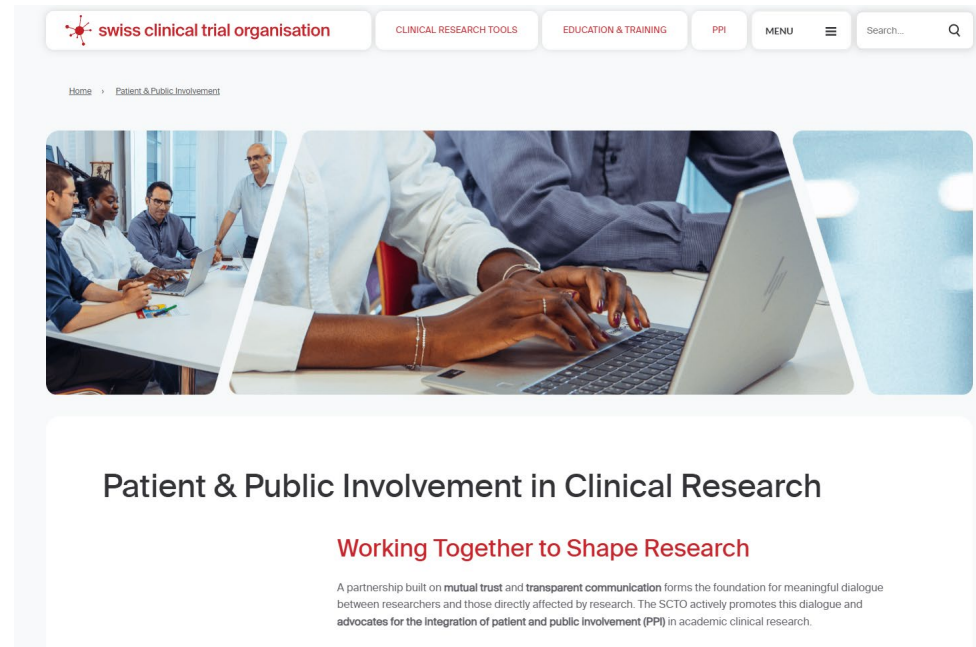 swiss clinical trial organisation
CLINICAL RESEARCH TOOLS
EDUCATION & TRAINING
PPI
MENU
Search...
Home › Patient & Public Involvement
Patient & Public Involvement in Clinical Research
Working Together to Shape Research
A partnership built on mutual trust and transparent communication forms the foundation for meaningful dialogue
between researchers and those directly affected by research. The SCTO actively promotes this dialogue and
advocates for the integration of patient and public involvement (PPI) in academic clinical research.